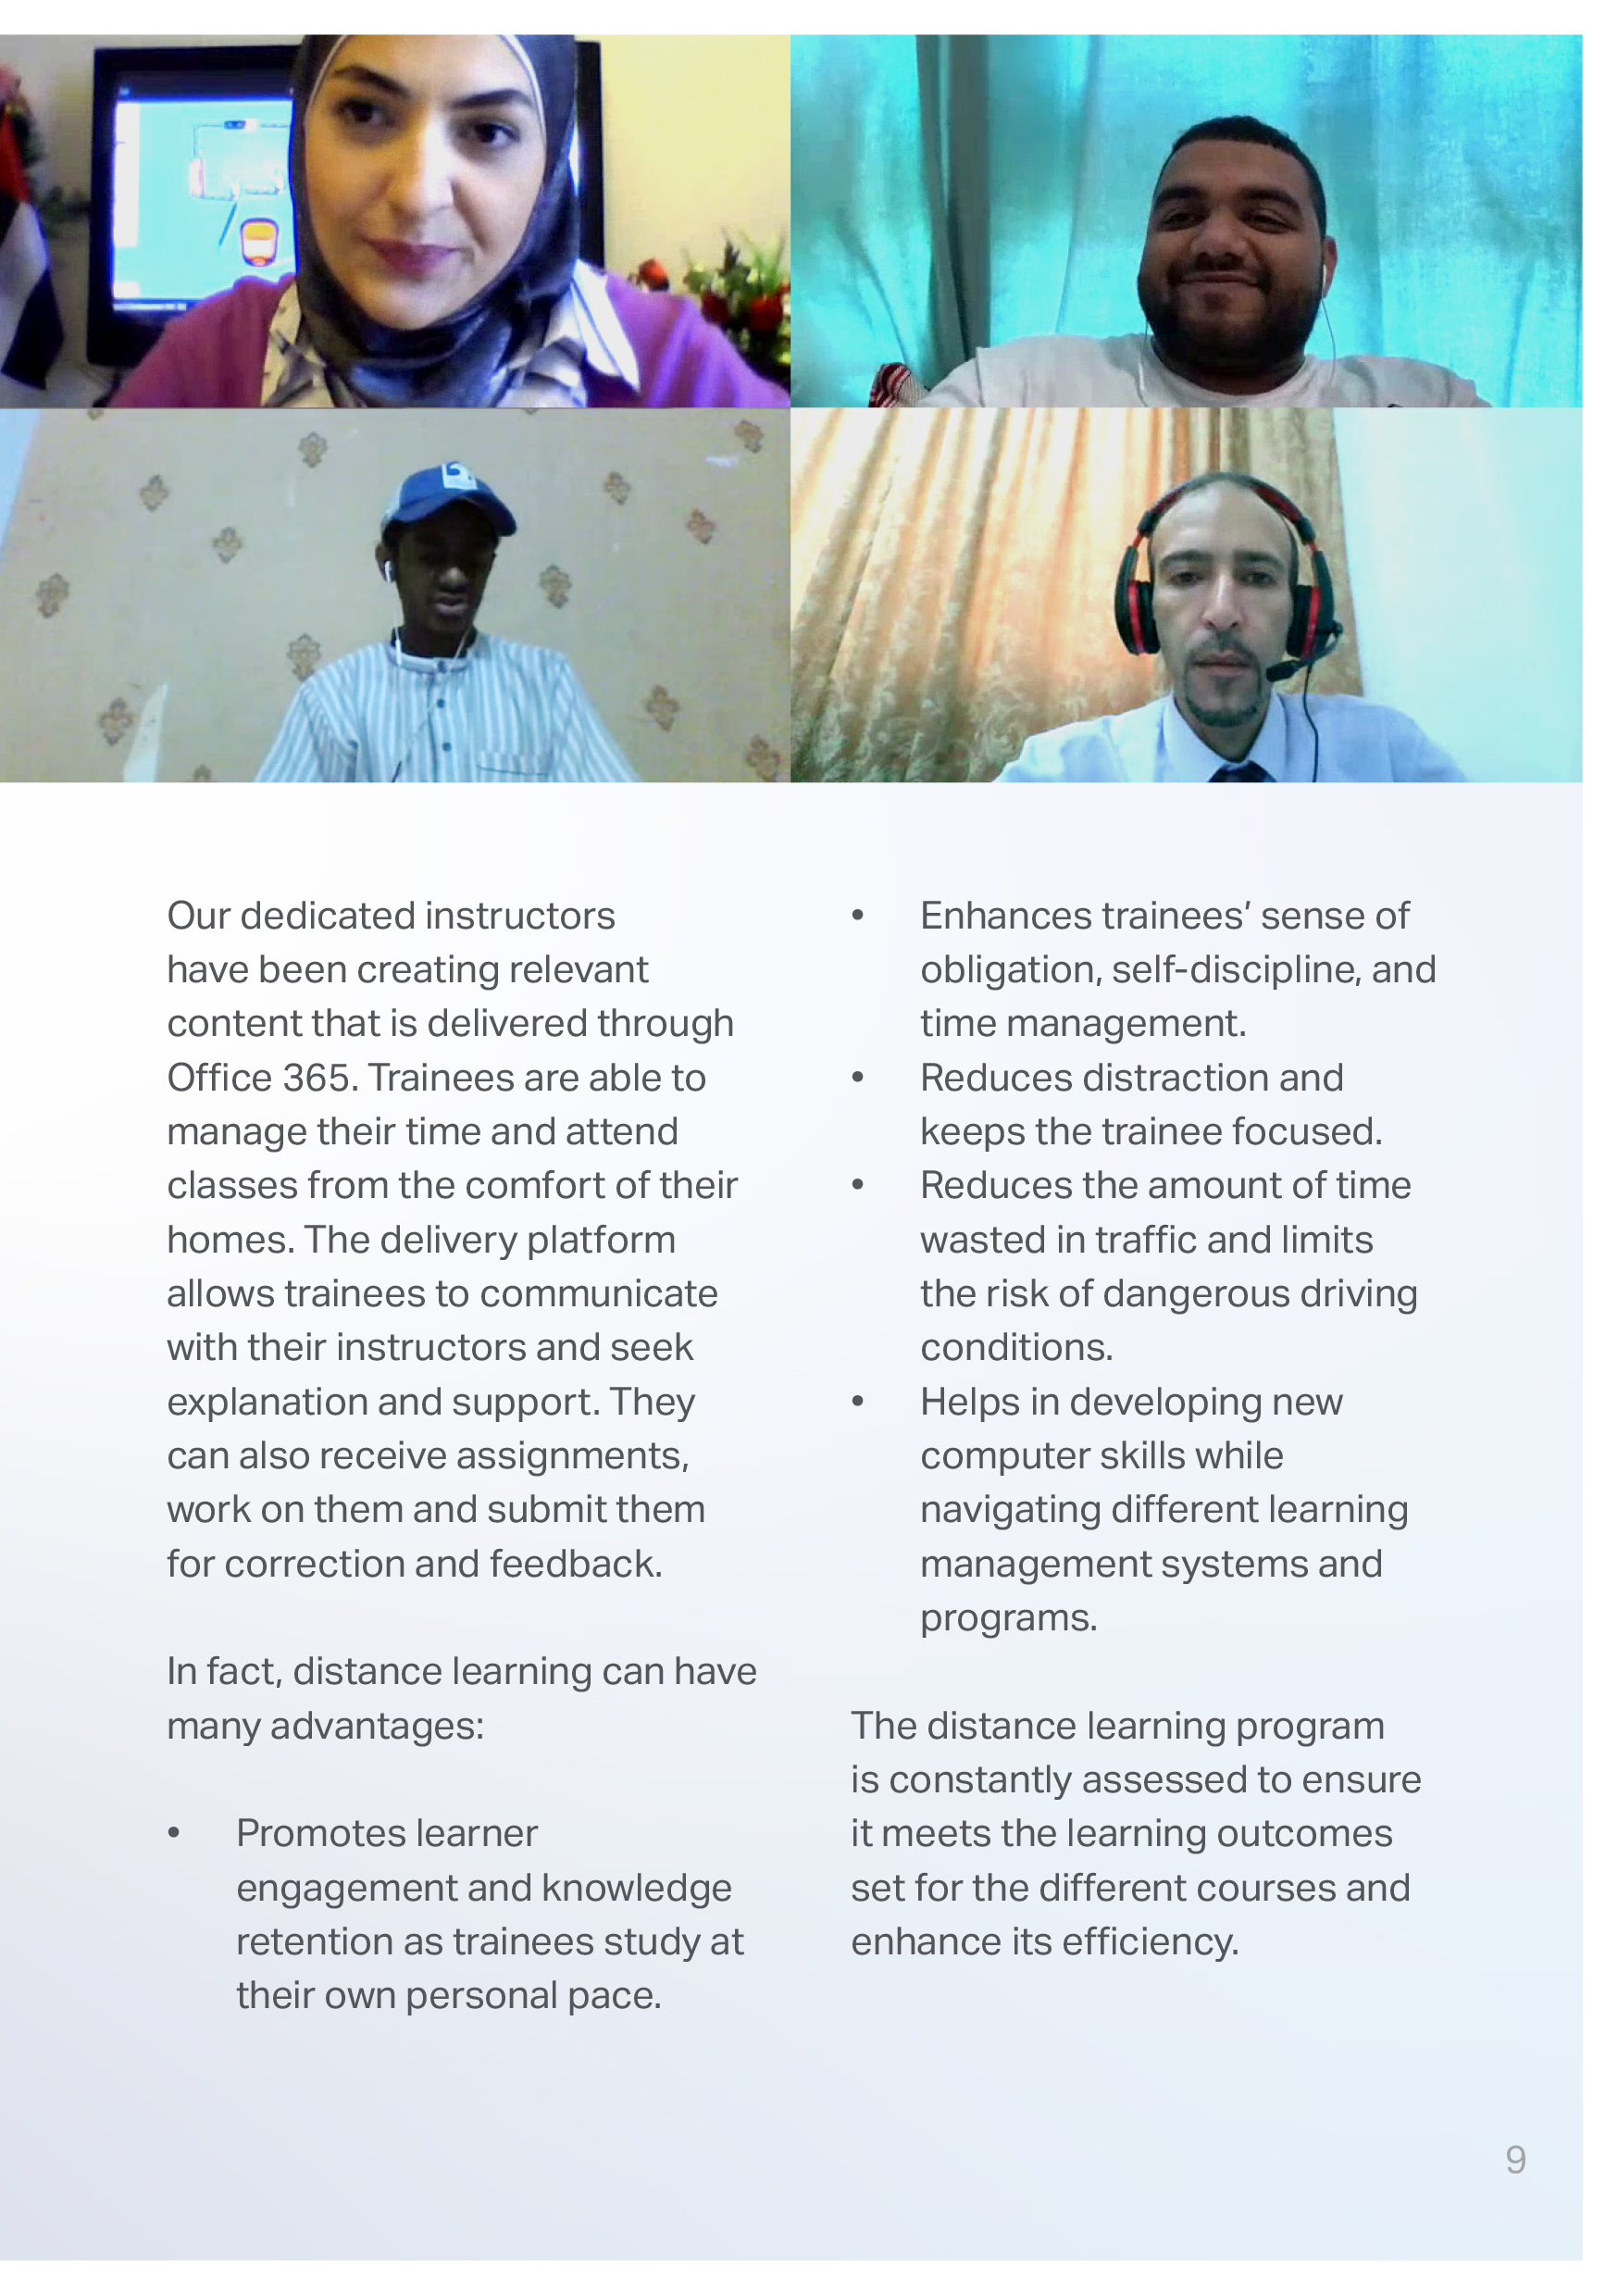 Our dedicated instructors
have been creating relevant
content that is delivered through
Office 365. Trainees are able to
manage their time and attend
classes from the comfort of their
homes. The delivery platform
allows trainees to communicate
with their instructors and seek
explanation and support. They
can also receive assignments,
work on them and submit them
for correction and feedback.
In fact, distance learning can have
many advantages:
• Promotes learner
engagement and knowledge
retention as trainees study at
their own personal pace.
• Enhances trainees’ sense of
obligation, self-discipline, and
time management.
• Reduces distraction and
keeps the trainee focused.
• Reduces the amount of time
wasted in traffic and limits
the risk of dangerous driving
conditions.
• Helps in developing new
computer skills while
navigating different learning
management systems and
programs.
The distance learning program
is constantly assessed to ensure
it meets the learning outcomes
set for the different courses and
enhance its efficiency.
9